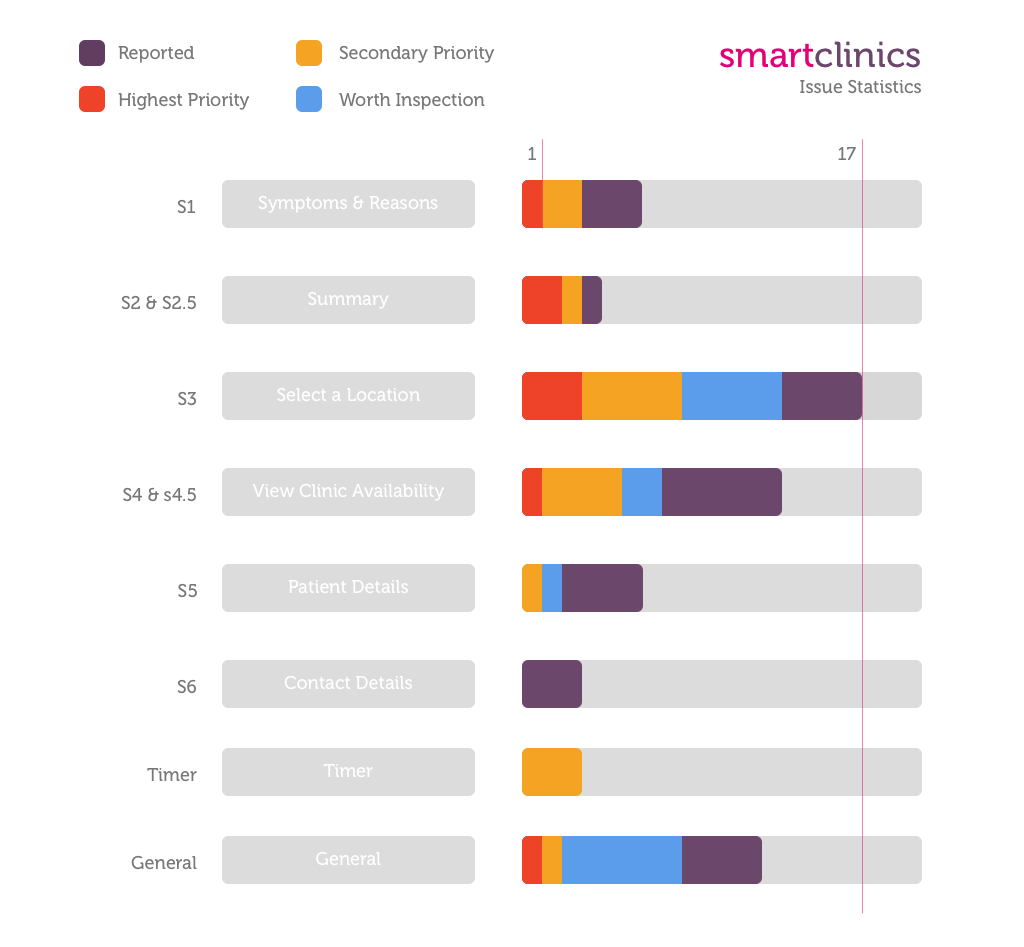 Reported
Secondary Priority
Highest Priority
Worth Inspection
smartclinics
Issue Statistics
1
17
S1
Symptoms & Reasons
S2 & S2.5
Summary
S3
Select a Location
S4 & s4.5
View Clinic Availability
S5
Patient Details
S6
Contact Details
Timer
Timer
General
General